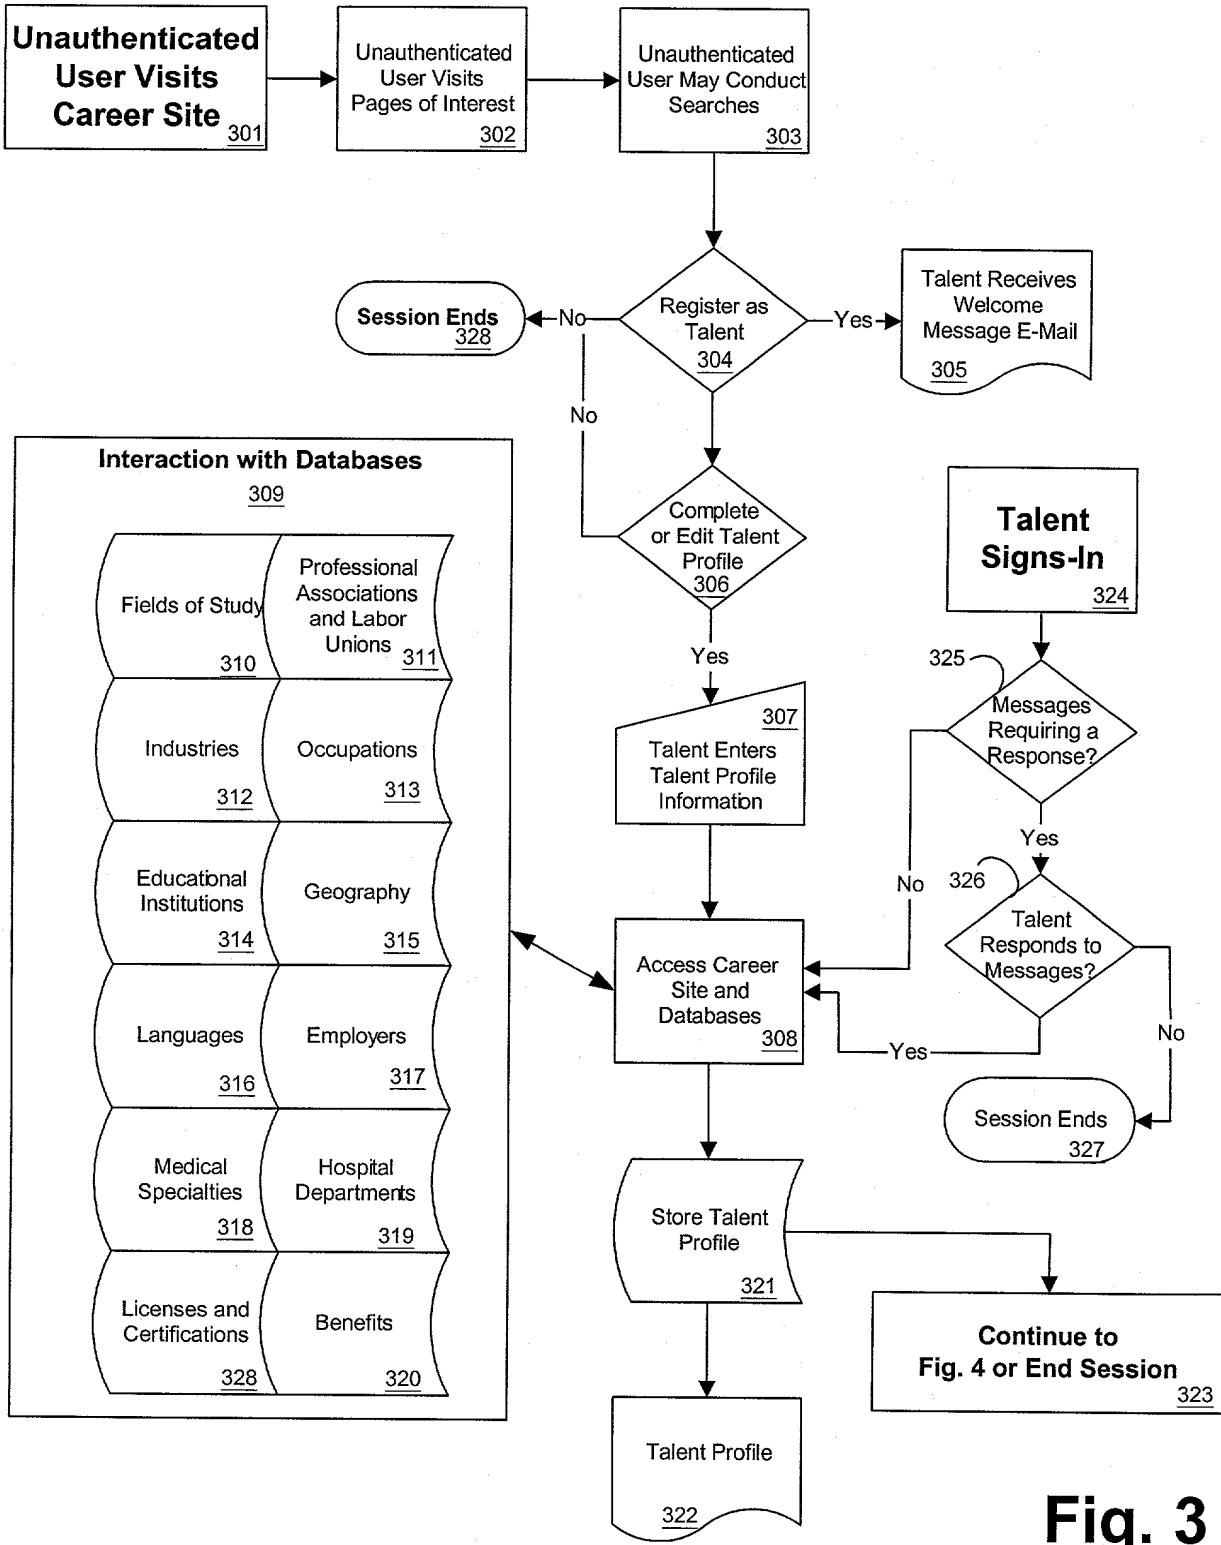 Unauthenticated
User Visits
Career Site
301
Unauthenticated
User Visits
Pages of Interest
302
Unauthenticated
User May Conduct
Searches
303
Session Ends
328
No
Register as
Talent
304
Yes
Talent Receives
Welcome
Message E-Mail
305
No
Complete
or Edit Talent
Profile
306
Yes
307
Talent Enters
Talent Profile
Information
Interaction with Databases
309
Fields of Study
310
Professional
Associations
and Labor
Unions
311
Industries
312
Occupations
313
Educational
Institutions
314
Geography
315
Languages
316
Employers
317
Medical
Specialties
318
Hospital
Departments
319
Licenses and
Certifications
328
Benefits
320
Talent
Signs-In
324
325
Messages
Requiring a
Response?
Yes
No
326
Talent
Responds to
Messages?
No
Yes
Access Career
Site and
Databases
308
Session Ends
327
Store Talent
Profile
321
Continue to
Fig. 4 or End Session
323
Talent Profile
322
Fig. 3